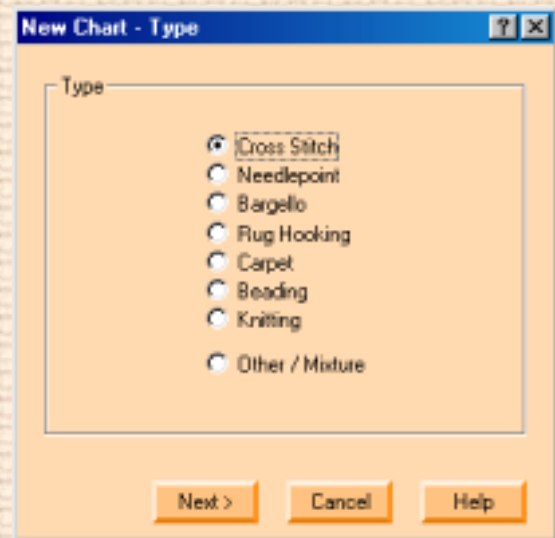 New Chart - Type
Type
Cross Stitch
Needlepoint
Bargello
Rug Hooking
Carpet
Beading
Knitting
Other / Mixture
Next > Cancel Help